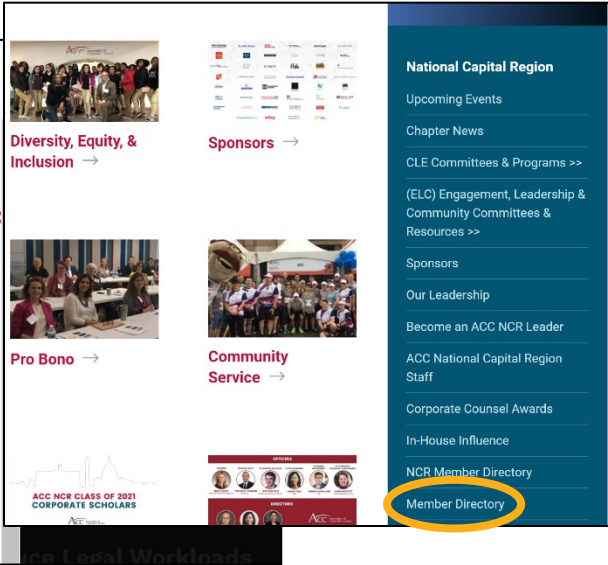 Diversity, Equity, &
Inclusion →
Sponsors →
Pro Bono →
Community
Service →
ACC NCR CLASS OF 2021
CORPORATE SCHOLARS
OFFICERS
DIRECTORS
National Capital Region
Upcoming Events
Chapter News
CLE Committees & Programs >>
(ELC) Engagement, Leadership &
Community Committees &
Resources >>
Sponsors
Our Leadership
Become an ACC NCR Leader
ACC National Capital Region
Staff
Corporate Counsel Awards
In-House Influence
NCR Member Directory
Member Directory
Legal Workloads